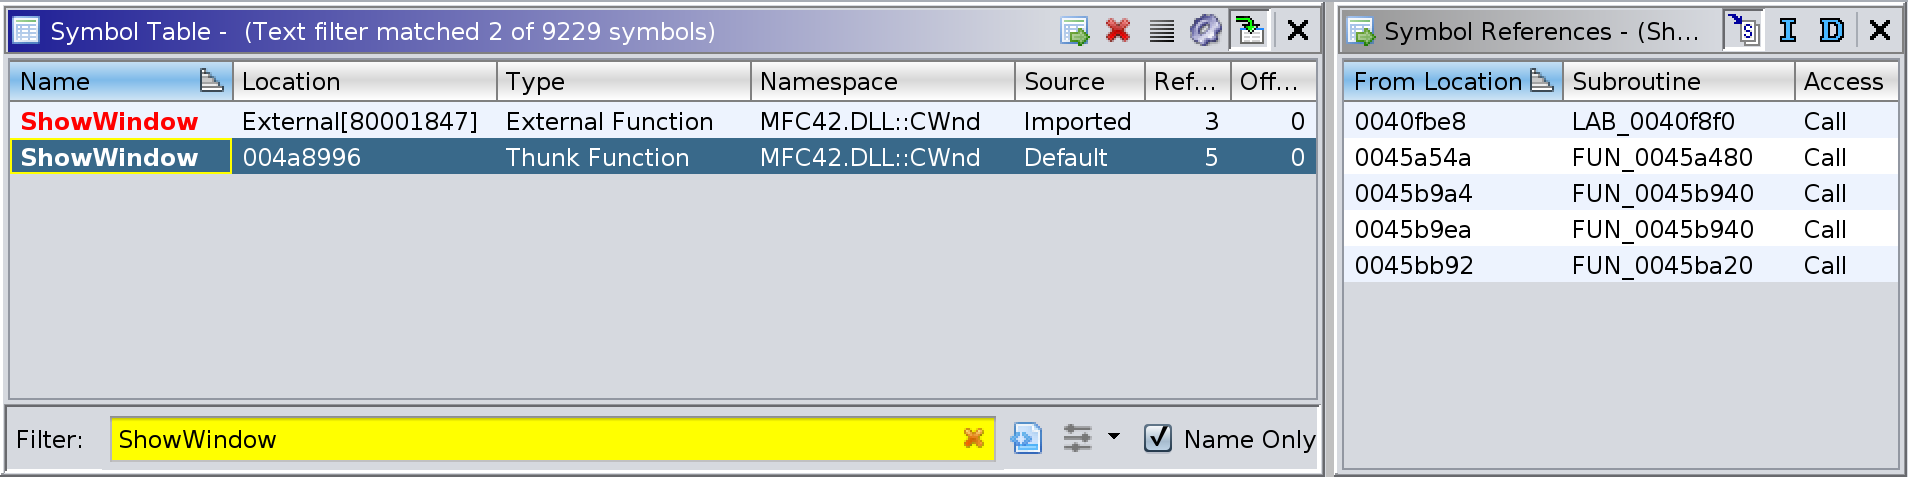 Symbol Table -  (Text filter matched 2 of 9229 symbols)
Name Location Type Namespace Source Ref... Off...
ShowWindow External[80001847] External Function MFC42.DLL::CWnd Imported 3 0
ShowWindow 004a8996 Thunk Function MFC42.DLL::CWnd Default 5 0
Filter: ShowWindow Name Only
Symbol References - (Sh... I D
From Location Subroutine Access
0040fbe8 LAB_0040f8f0 Call
0045a54a FUN_0045a480 Call
0045b9a4 FUN_0045b940 Call
0045b9ea FUN_0045b940 Call
0045bb92 FUN_0045ba20 Call